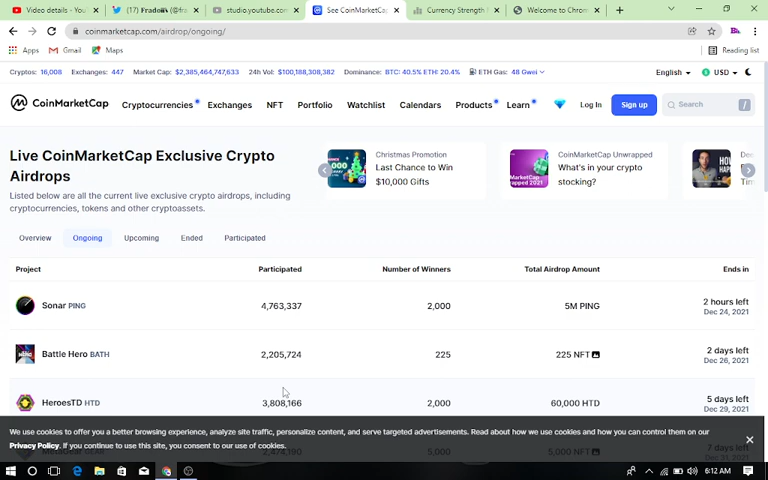 Video details - You
(17) Fradoñ (@fra
studio.youtube.com
See CoinMarketCa
Currency Strength
Welcome to Chrom
coinmarketcap.com/airdrop/ongoing/
Apps
Gmail
Maps
Reading list
Cryptos: 16,008 Exchanges: 447 Market Cap: $2,385,464,747,633 24h Vol: $100,188,308,382 Dominance: BTC: 40.5% ETH: 20.4% ETH Gas: 48 Gwei
English
USD
CoinMarketCap
Cryptocurrencies Exchanges NFT Portfolio Watchlist Calendars Products Learn
Log In
Sign up
Search
/
Live CoinMarketCap Exclusive Crypto
Airdrops
Listed below are all the current live exclusive crypto airdrops, including
cryptocurrencies, tokens and other cryptoassets.
Christmas Promotion
Last Chance to Win
$10,000 Gifts
CoinMarketCap Unwrapped
What's in your crypto
stocking?
Overview Ongoing Upcoming Ended Participated
Project Participated Number of Winners Total Airdrop Amount Ends in
Sonar PING 4,763,337 2,000 5M PING 2 hours left
Dec 24, 2021
Battle Hero BATH 2,205,724 225 225 NFT 2 days left
Dec 26, 2021
HeroesTD HTD 3,808,166 2,000 60,000 HTD 5 days left
Dec 29, 2021
We use cookies to offer you a better browsing experience, analyze site traffic, personalize content, and serve targeted advertisements. Read about how we use cookies and how you can control them on our
Privacy Policy. If you continue to use this site, you consent to our use of cookies.
6:12 AM